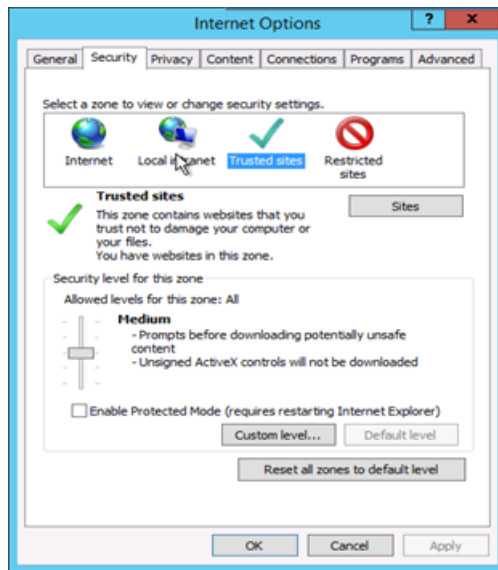 Internet Options
?
x
General Security Privacy Content Connections Programs Advanced
Select a zone to view or change security settings.
Internet Local intranet Trusted sites Restricted
sites
Trusted sites
Sites
This zone contains websites that you
trust not to damage your computer or
your files.
You have websites in this zone.
Security level for this zone
Allowed levels for this zone: All
Medium
- Prompts before downloading potentially unsafe
content
- Unsigned ActiveX controls will not be downloaded
Enable Protected Mode (requires restarting Internet Explorer)
Custom level... Default level
Reset all zones to default level
OK Cancel Apply